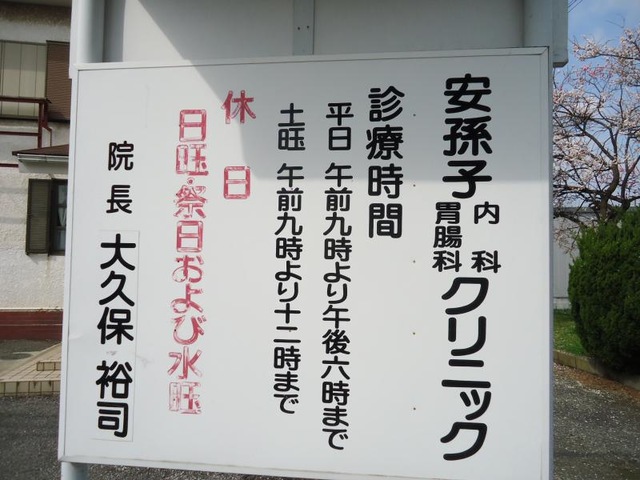 安孫子内科胃腸科クリニック
診療時間
平日 午前九時より午後六時まで
土㫟 午前九時より十二時まで
休日
日㫟・祭日および水㫟
院長 大久保 裕司